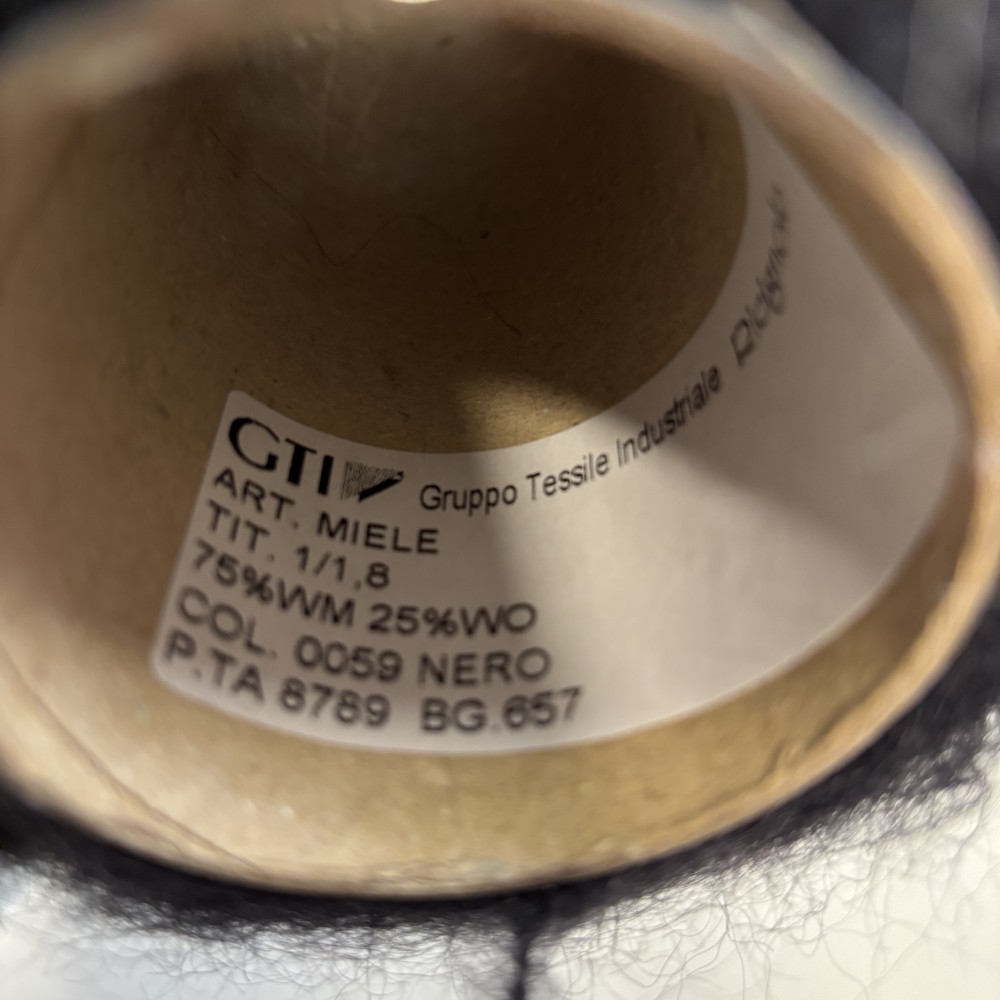 GTI Gruppo Tessile Industriale
ART. MIELE
TIT. 1/1,8
75%WM 25%WO
COL. 0059 NERO
P.TA 8789 BG.657